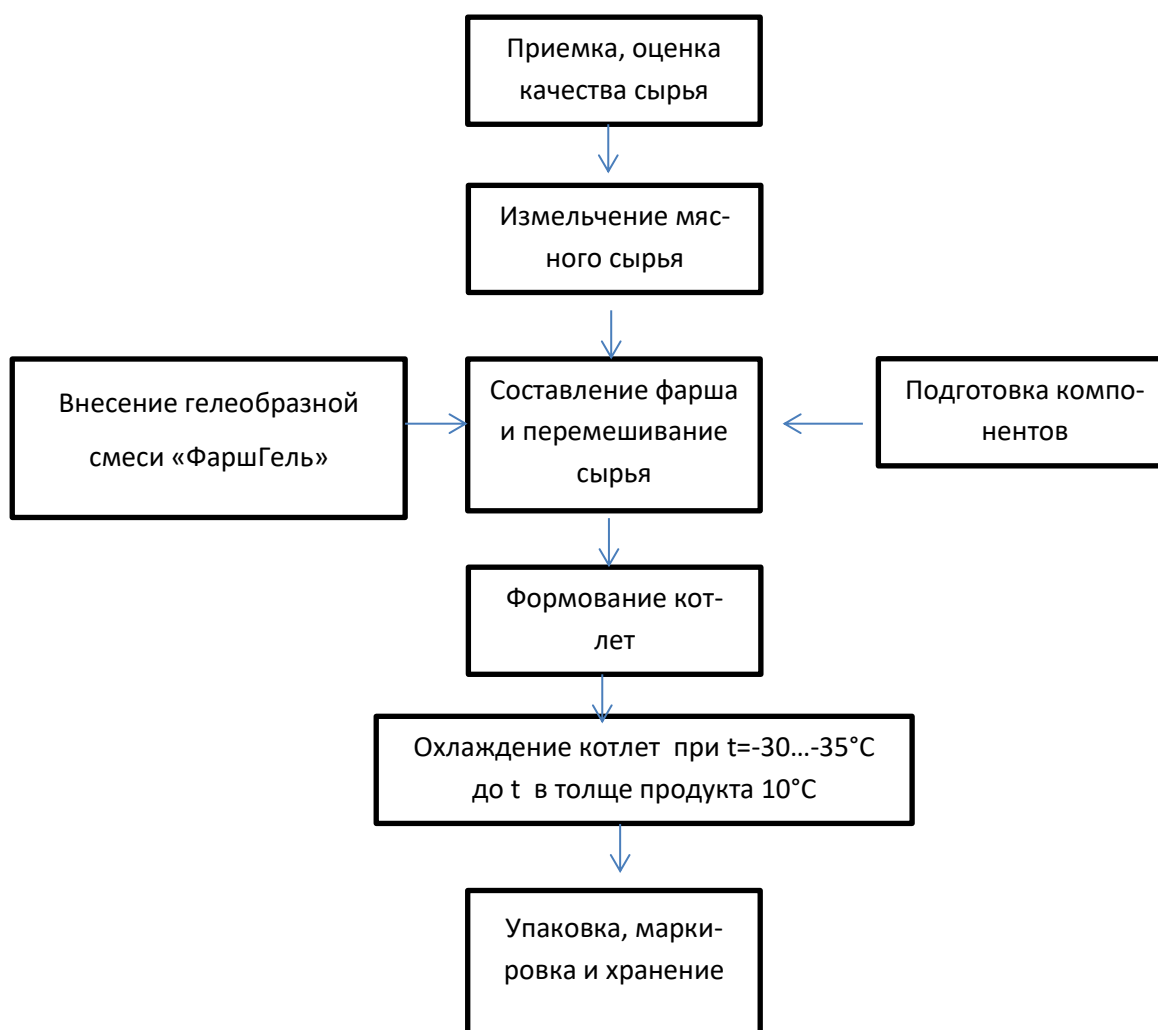 Приемка, оценка
качества сырья
Измельчение мяс-
ного сырья
Внесение гелеобразной
смеси «ФаршГель»
Составление фарша
и перемешивание
сырья
Подготовка компо-
нентов
Формование кот-
лет
Охлаждение котлет при t=-30...-35°С
до t в толще продукта 10°С
Упаковка, марки-
ровка и хранение